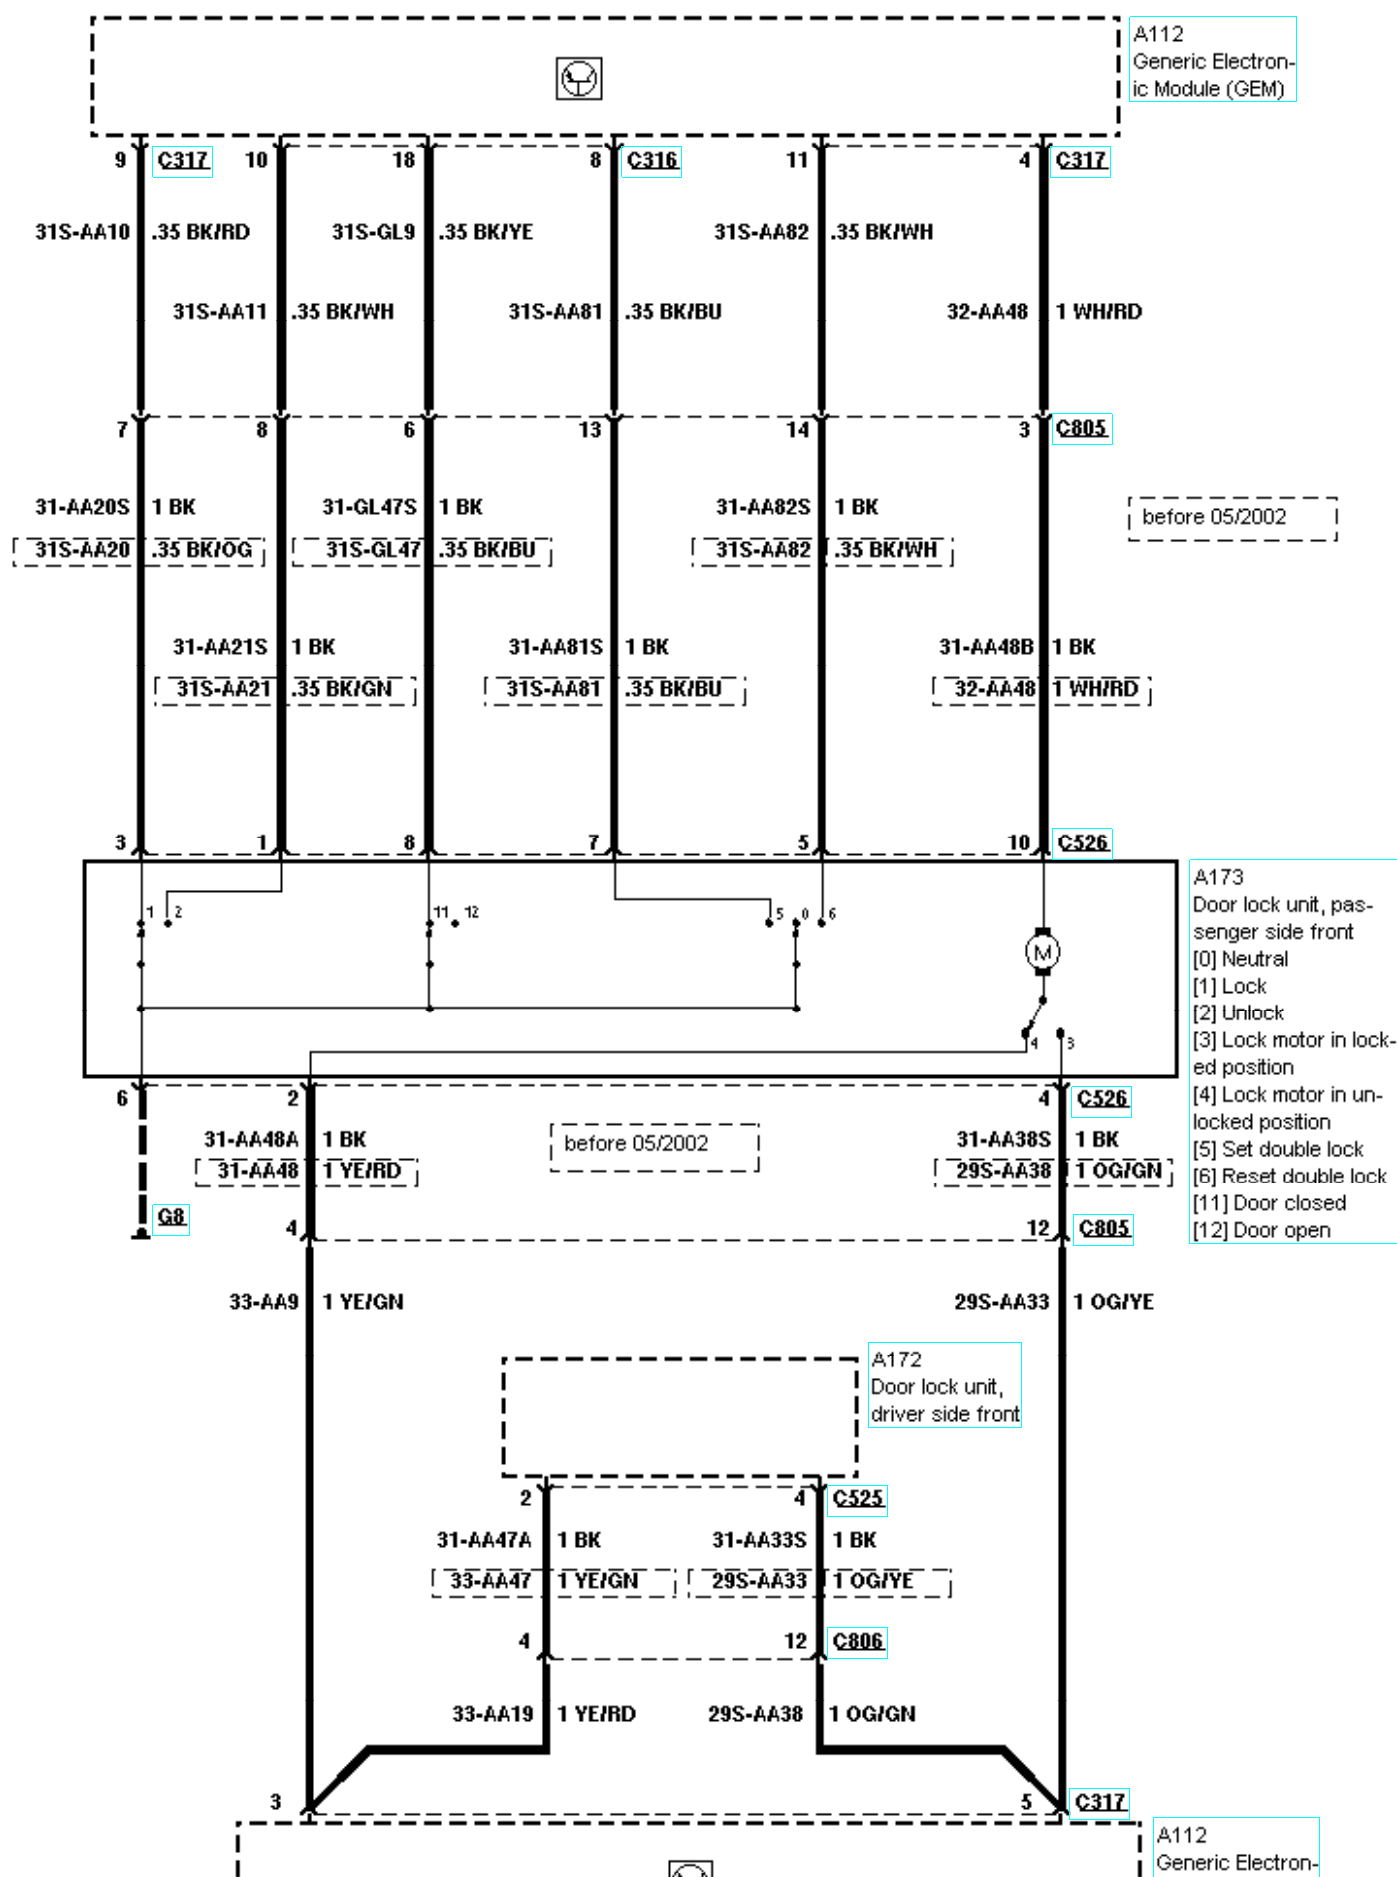 A112
Generic Electron-
ic Module (GEM)
9 C317 10 18 8 C316 11 4 C317
31S-AA10 .35 BK/RD 31S-GL9 .35 BK/YE 31S-AA82 .35 BK/WH
31S-AA11 .35 BK/WH 31S-AA81 .35 BK/BU 32-AA48 1 WH/RD
7 8 6 13 14 3 C805
31-AA20S 1 BK 31-GL47S 1 BK 31-AA82S 1 BK
before 05/2002
31S-AA20 .35 BK/OG 31S-GL47 .35 BK/BU 31S-AA82 .35 BK/WH
31-AA21S 1 BK 31-AA81S 1 BK 31-AA48B 1 BK
31S-AA21 .35 BK/GN 31S-AA81 .35 BK/BU 32-AA48 1 WH/RD
3 1 8 7 5 10 C526
1 2 11 12 5 0 6
M
4 3
A173
Door lock unit, pas-
senger side front
[0] Neutral
[1] Lock
[2] Unlock
[3] Lock motor in lock-
ed position
[4] Lock motor in un-
locked position
[5] Set double lock
[6] Reset double lock
[11] Door closed
[12] Door open
6 2 4 C526
31-AA48A 1 BK before 05/2002 31-AA38S 1 BK
31-AA48 1 YE/RD 29S-AA38 1 OG/GN
G8 4 12 C805
33-AA9 1 YE/GN 29S-AA33 1 OG/YE
A172
Door lock unit,
driver side front
2 4 C525
31-AA47A 1 BK 31-AA33S 1 BK
33-AA47 1 YE/GN 29S-AA33 1 OG/YE
4 12 C806
33-AA19 1 YE/RD 29S-AA38 1 OG/GN
3 5 C317
A112
Generic Electron-